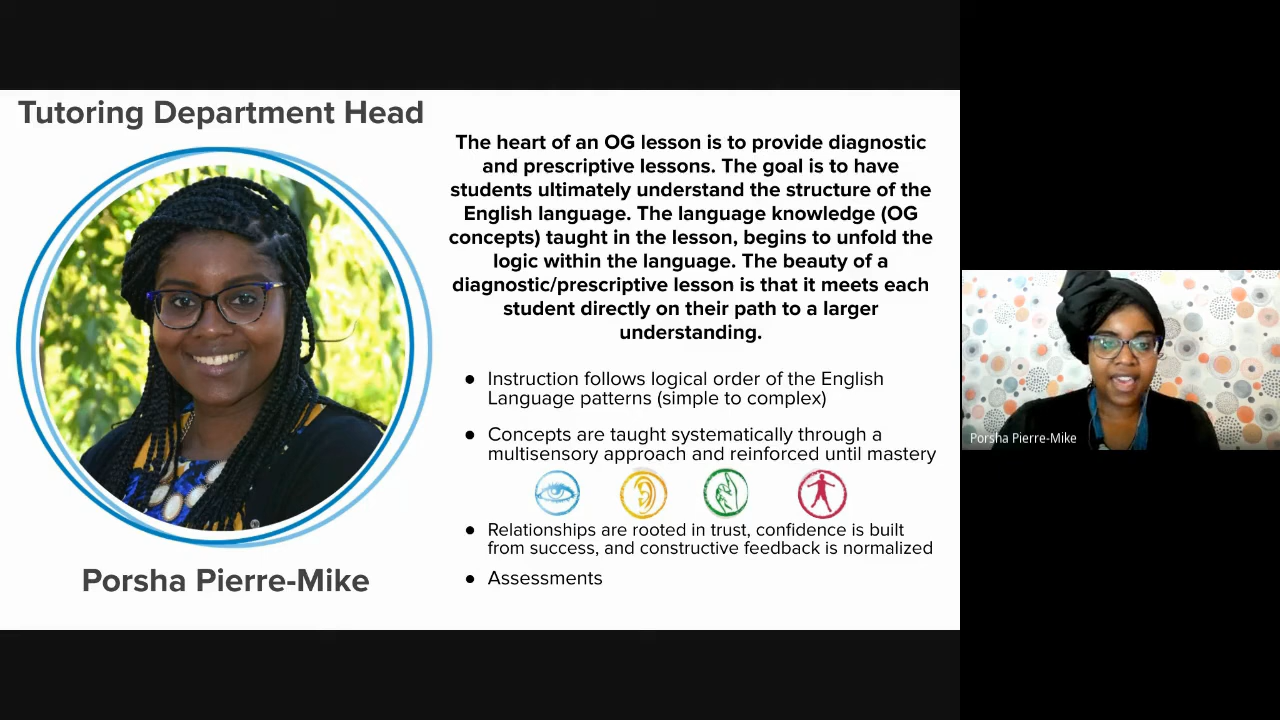 Tutoring Department Head
The heart of an OG lesson is to provide diagnostic
and prescriptive lessons. The goal is to have
students ultimately understand the structure of the
English language. The language knowledge (OG
concepts) taught in the lesson, begins to unfold the
logic within the language. The beauty of a
diagnostic/prescriptive lesson is that it meets each
student directly on their path to a larger
understanding.
● Instruction follows logical order of the English
Language patterns (simple to complex)
● Concepts are taught systematically through a
multisensory approach and reinforced until mastery
● Relationships are rooted in trust, confidence is built
from success, and constructive feedback is normalized
● Assessments
Porsha Pierre-Mike
Porsha Pierre-Mike